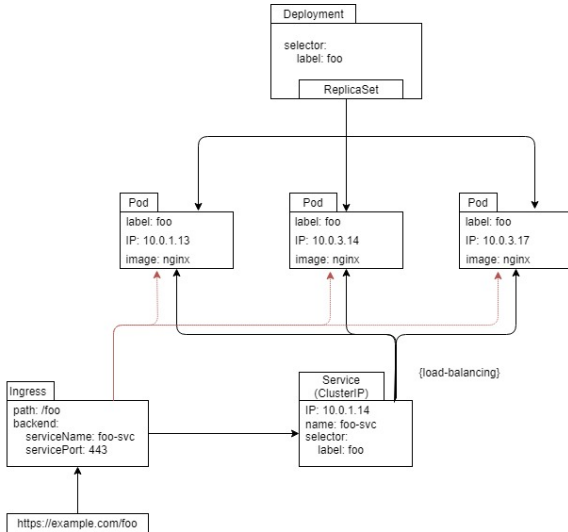 Deployment
selector:
label: foo
ReplicaSet
Pod
label: foo
IP: 10.0.1.13
image: nginx
Pod
label: foo
IP: 10.0.3.14
image: nginx
Pod
label: foo
IP: 10.0.3.17
image: nginx
Ingress
path: /foo
backend:
serviceName: foo-svc
servicePort: 443
Service
(ClusterIP)
IP: 10.0.1.14
name: foo-svc
selector:
label: foo
{load-balancing}
https://example.com/foo